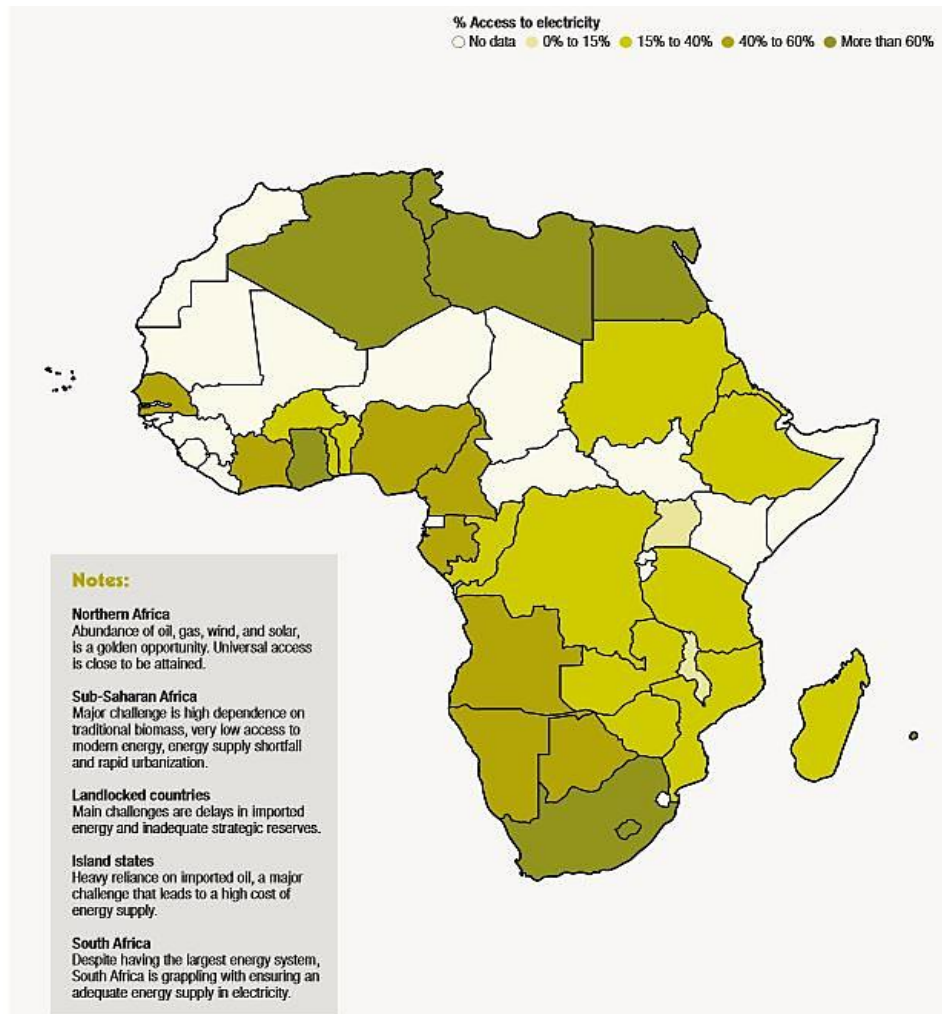 % Access to electricity
No data 0% to 15% 15% to 40% 40% to 60% More than 60%
Notes:
Northern Africa
Abundance of oil, gas, wind, and solar,
is a golden opportunity. Universal access
is close to be attained.
Sub-Saharan Africa
Major challenge is high dependence on
traditional biomass, very low access to
modern energy, energy supply shortfall
and rapid urbanization.
Landlocked countries
Main challenges are delays in imported
energy and inadequate strategic reserves.
Island states
Heavy reliance on imported oil, a major
challenge that leads to a high cost of
energy supply.
South Africa
Despite having the largest energy system,
South Africa is grappling with ensuring an
adequate energy supply in electricity.